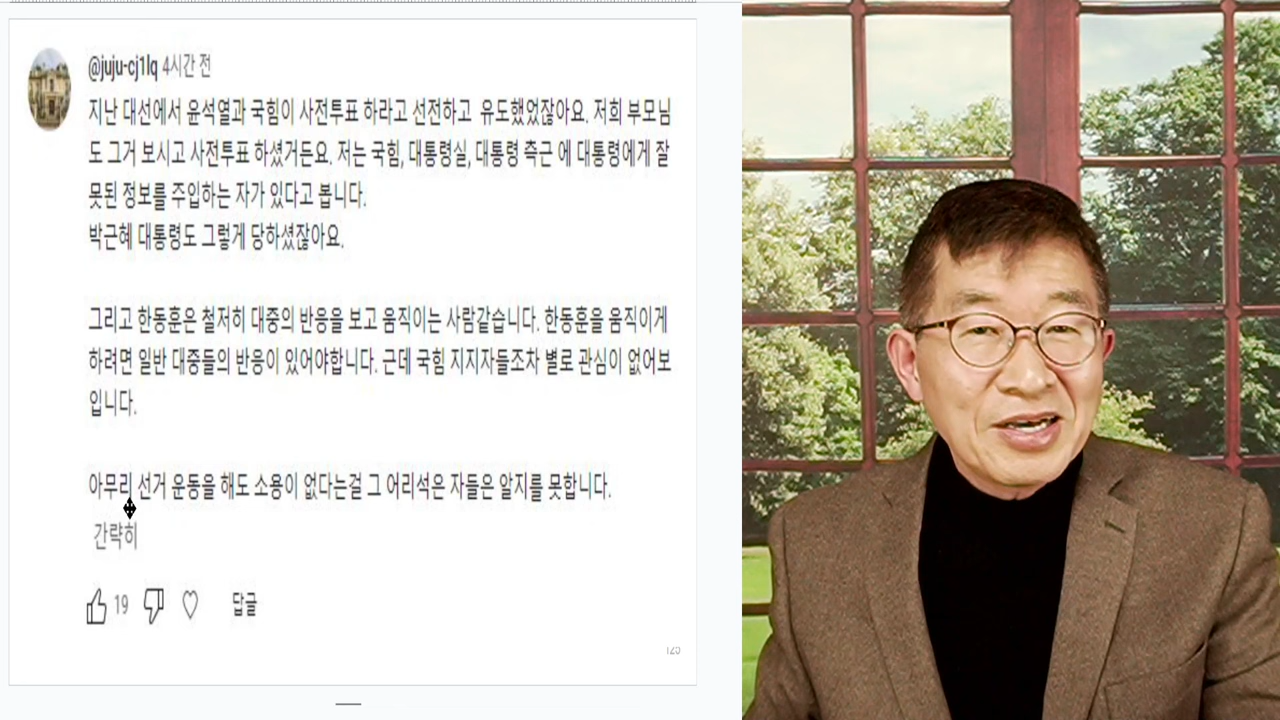 @juju-cj1lq 4시간 전
지난 대선에서 윤석열과 국힘이 사전투표 하라고 선전하고 유도했었잖아요. 저희 부모님
도 그거 보시고 사전투표 하셨거든요. 저는 국힘, 대통령실, 대통령 측근 에 대통령에게 잘
못된 정보를 주입하는 자가 있다고 봅니다.
박근혜 대통령도 그렇게 당하셨잖아요.
그리고 한동훈은 철저히 대중의 반응을 보고 움직이는 사람같습니다. 한동훈을 움직이게
하려면 일반 대중들의 반응이 있어야합니다. 근데 국힘 지지자들조차 별로 관심이 없어보
입니다.
아무리 선거 운동을 해도 소용이 없다는걸 그 어리석은 자들은 알지를 못합니다.
간략히
19 답글